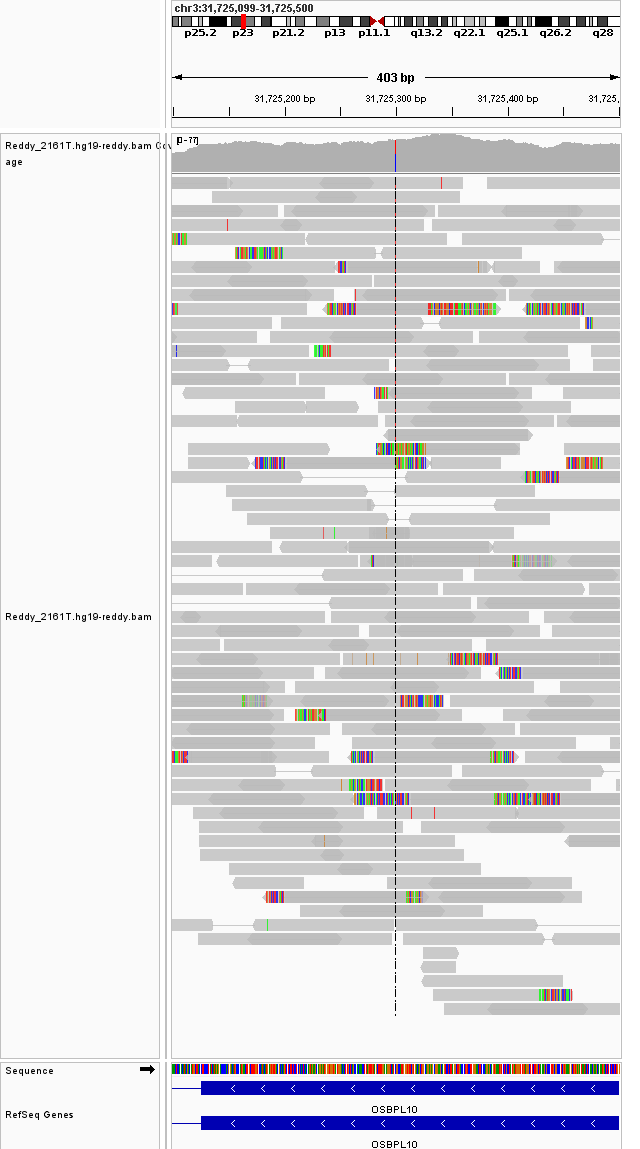 chr3:31,725,099-31,725,500
p25.2 p23 p21.2 p13 p11.1 q13.2 q22.1 q25.1 q26.2 q28
403 bp
31,725,200 bp 31,725,300 bp 31,725,400 bp 31,725,
Reddy_2161T.hg19-reddy.bam Cov
age
[0 - 77]
Reddy_2161T.hg19-reddy.bam
Sequence
OSBPL10
RefSeq Genes
OSBPL10